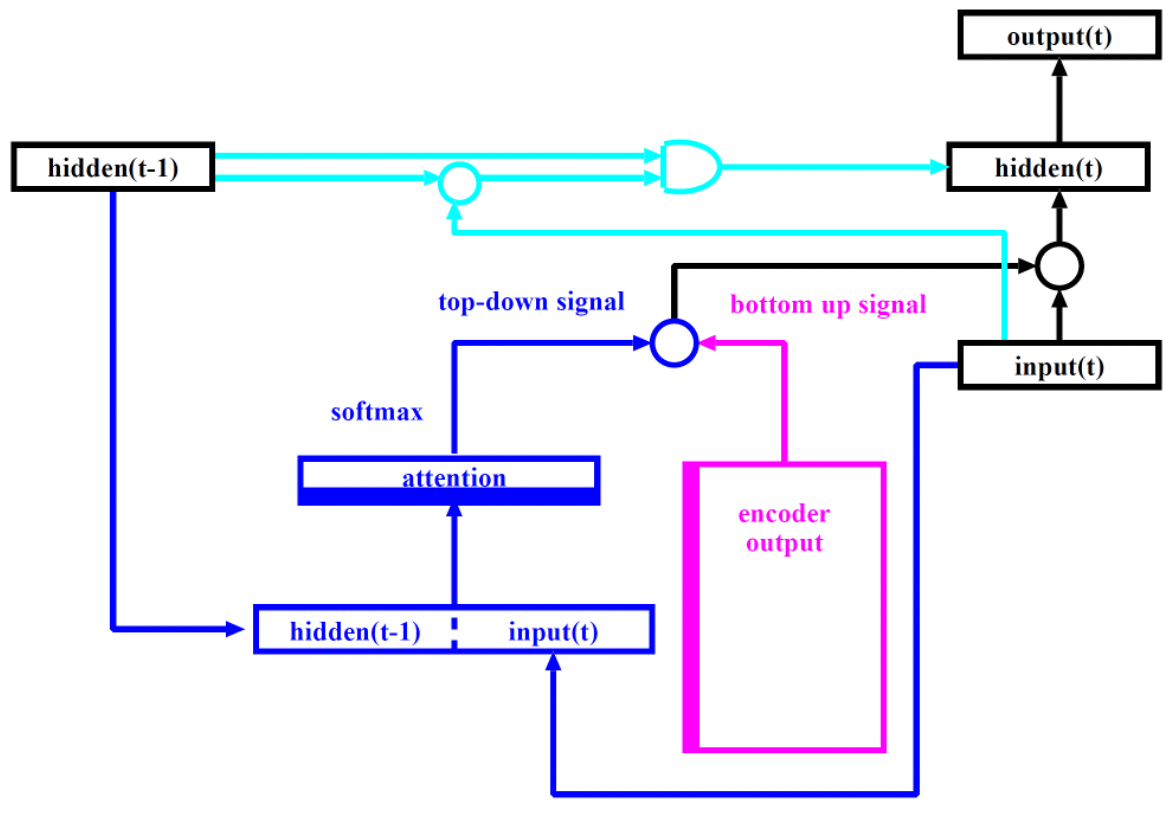 output(t)
hidden(t-1)
hidden(t)
top-down signal
bottom up signal
input(t)
softmax
attention
encoder
output
hidden(t-1)
input(t)